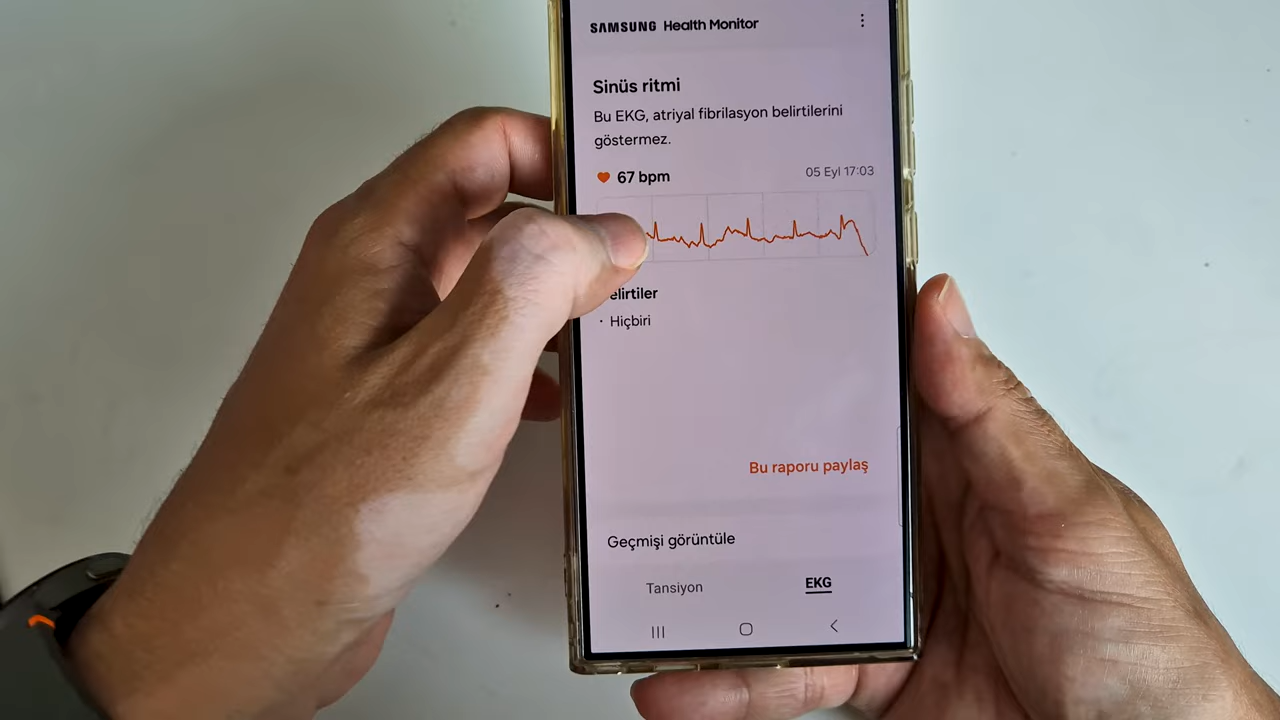 SAMSUNG Health Monitor
Sinüs ritmi
Bu EKG, atriyal fibrilasyon belirtilerini
göstermez.
67 bpm
05 Eyl 17:03
elirtiler
· Hiçbiri
Bu raporu paylaş
Geçmişi görüntüle
Tansiyon
EKG